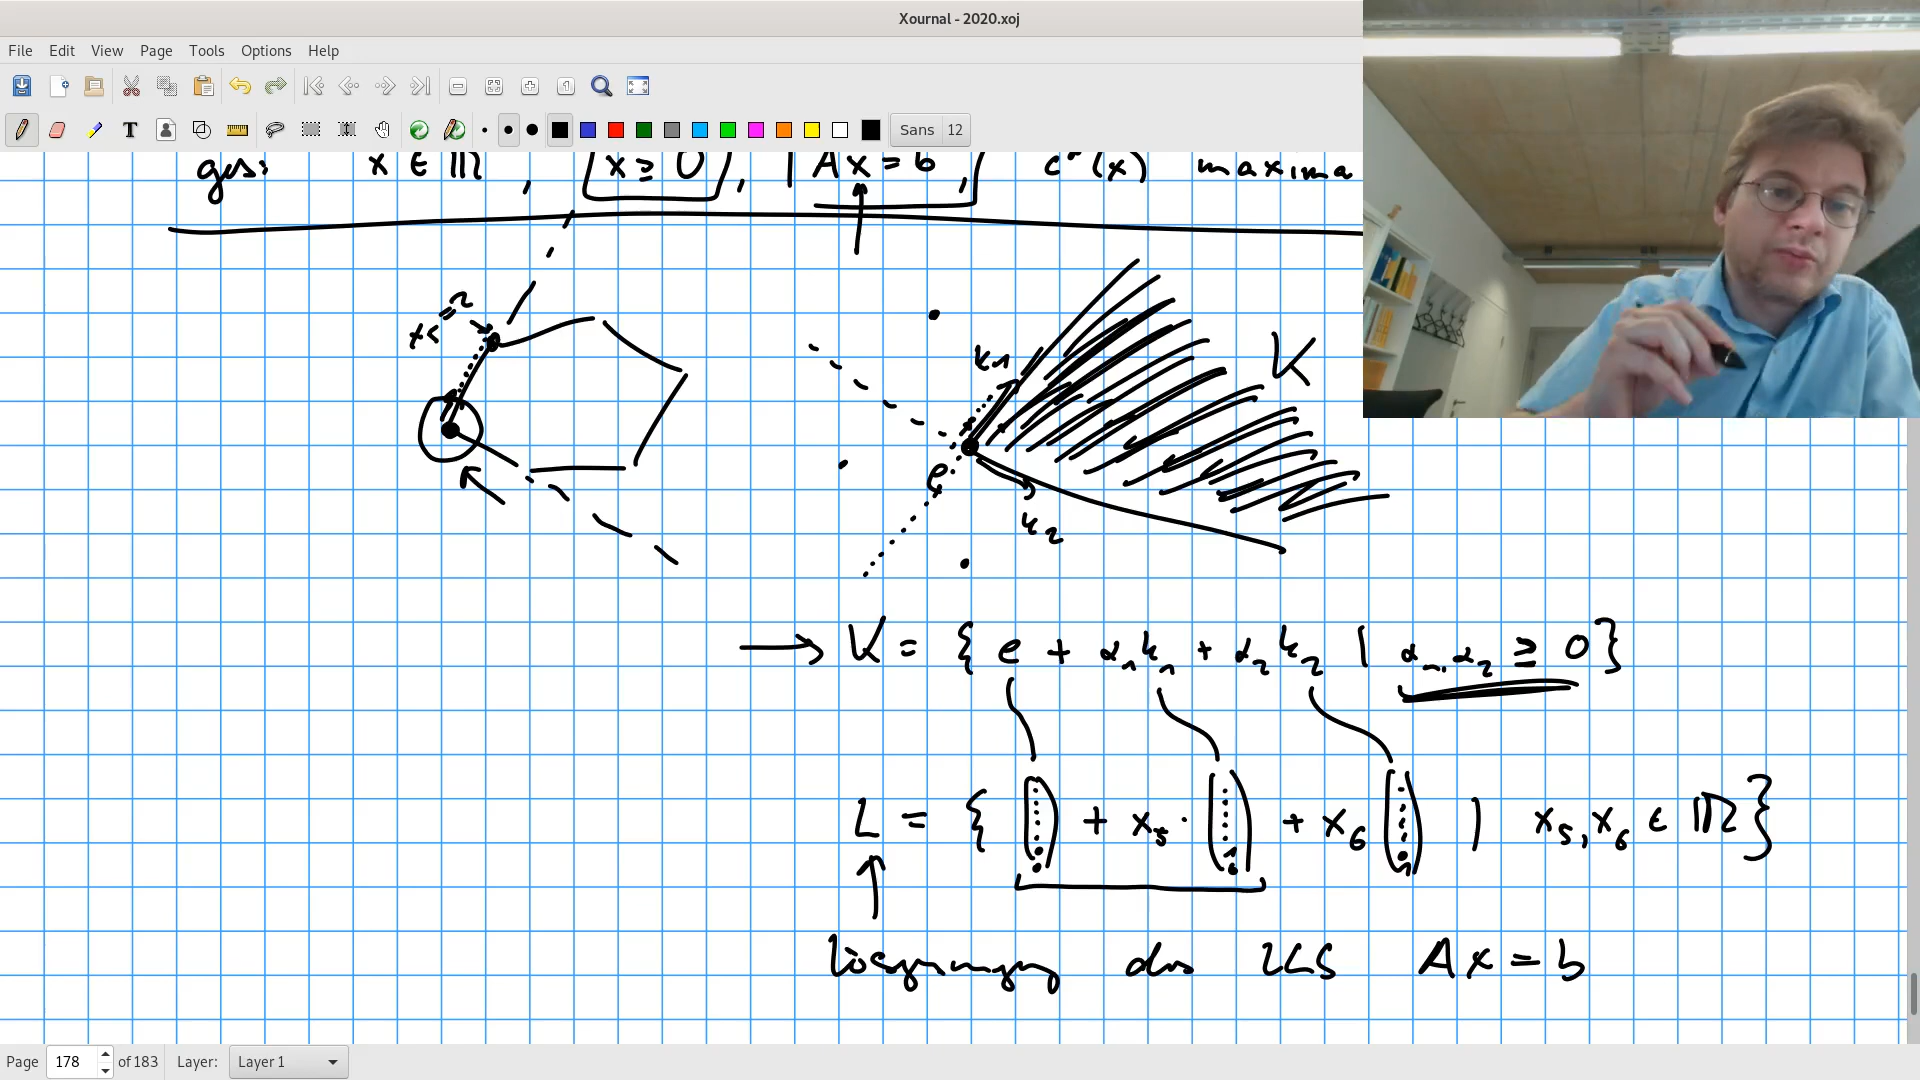 Xournal - 2020.xoj
File Edit View Page Tools Options Help
Sans 12
ges: x ∈ ℝ , x ≥ 0 , Ax = b , cᵀ(x) maxima
x₅ = 2
k₁
K
e
k₂
→ K = { e + α₁k₁ + α₂k₂ | α₁, α₂ ≥ 0 }
L = { + x₅ · + x₆ | x₅, x₆ ∈ ℝ }
des LGS Ax = b
Page 178 of 183 Layer: Layer 1